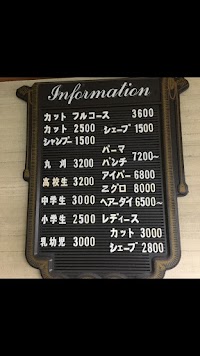 Information
カット フルコース 3600
カット 2500 シェーブ 1500
シャンプー 1500
丸刈 3200
高校生 3200
中学生 3000
小学生 2500
乳幼児 3000
パーマ
パンチ 7200~
アイパー 6800
ニグロ 8000
ヘアーダイ 6500~
レディース
カット 3000
シェーブ 2800